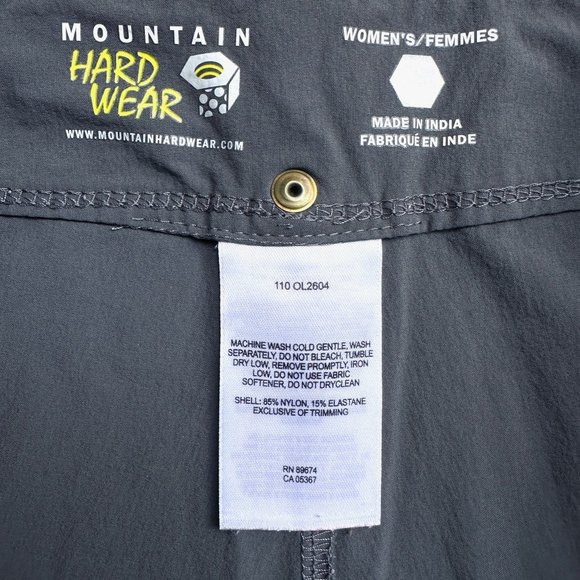 MOUNTAIN
HARD
WEAR
WWW.MOUNTAINHARDWEAR.COM
WOMEN'S/FEMMES
MADE IN INDIA
FABRIQUÉ EN INDE
110 OL2604
MACHINE WASH COLD GENTLE, WASH
SEPARATELY, DO NOT BLEACH, TUMBLE
DRY LOW, REMOVE PROMPTLY, IRON
LOW, DO NOT USE FABRIC
SOFTENER, DO NOT DRYCLEAN
SHELL: 85% NYLON, 15% ELASTANE
EXCLUSIVE OF TRIMMING
RN 89674
CA 05367